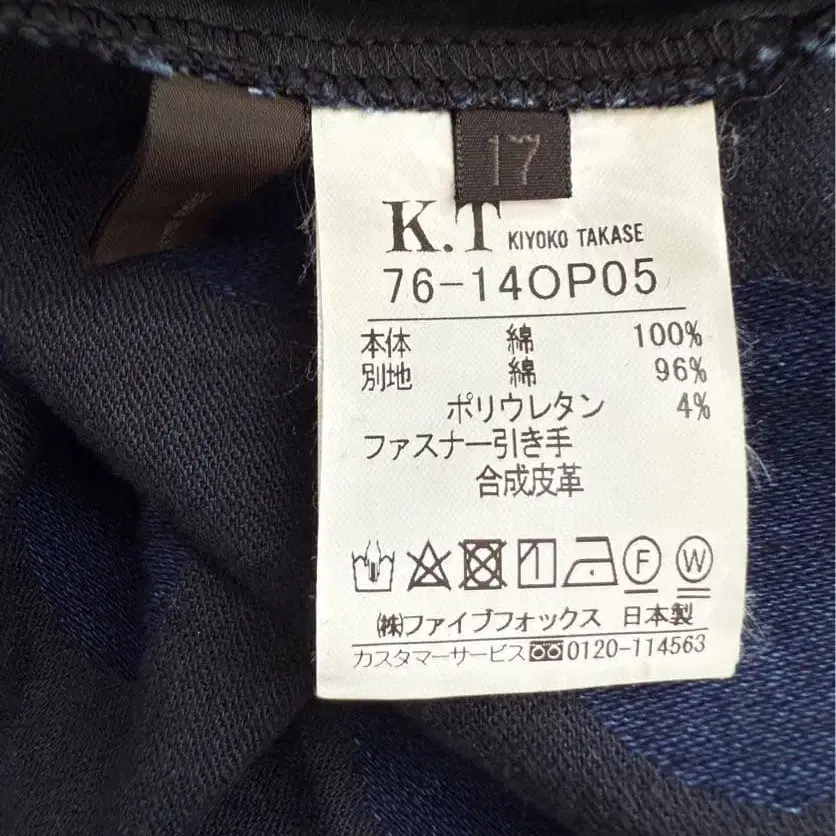 17
K.T KIYOKO TAKASE
76-14OP05
本体 綿 100%
別地 綿 96%
ポリウレタン 4%
ファスナー引き手
合成皮革
F W
㈱ファイブフォックス 日本製
カスタマーサービス 0120-114563